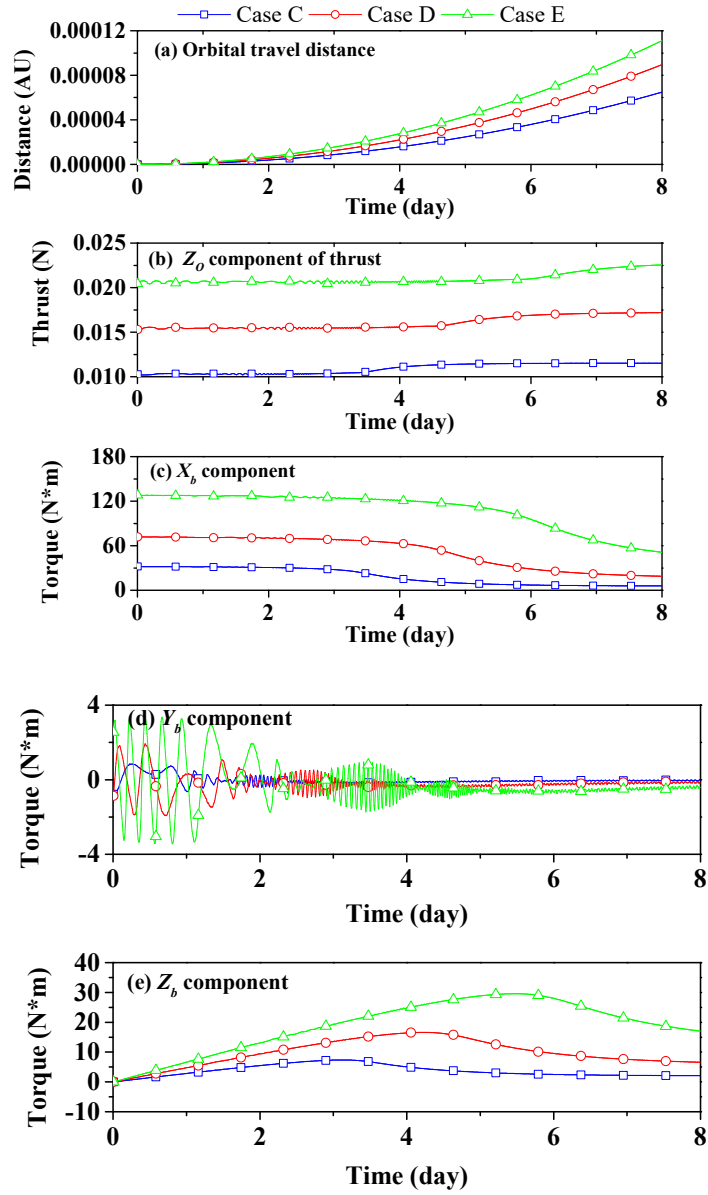 Case C Case D Case E
(a) Orbital travel distance
Distance (AU)
0.00012
0.00008
0.00004
0.00000
0 2 4 6 8
Time (day)
(b) Z_O component of thrust
Thrust (N)
0.025
0.020
0.015
0.010
0 2 4 6 8
Time (day)
(c) X_b component
Torque (N*m)
180
120
60
0
0 2 4 6 8
Time (day)
(d) Y_b component
Torque (N*m)
4
0
-4
0 2 4 6 8
Time (day)
(e) Z_b component
Torque (N*m)
40
30
20
10
0
-10
0 2 4 6 8
Time (day)